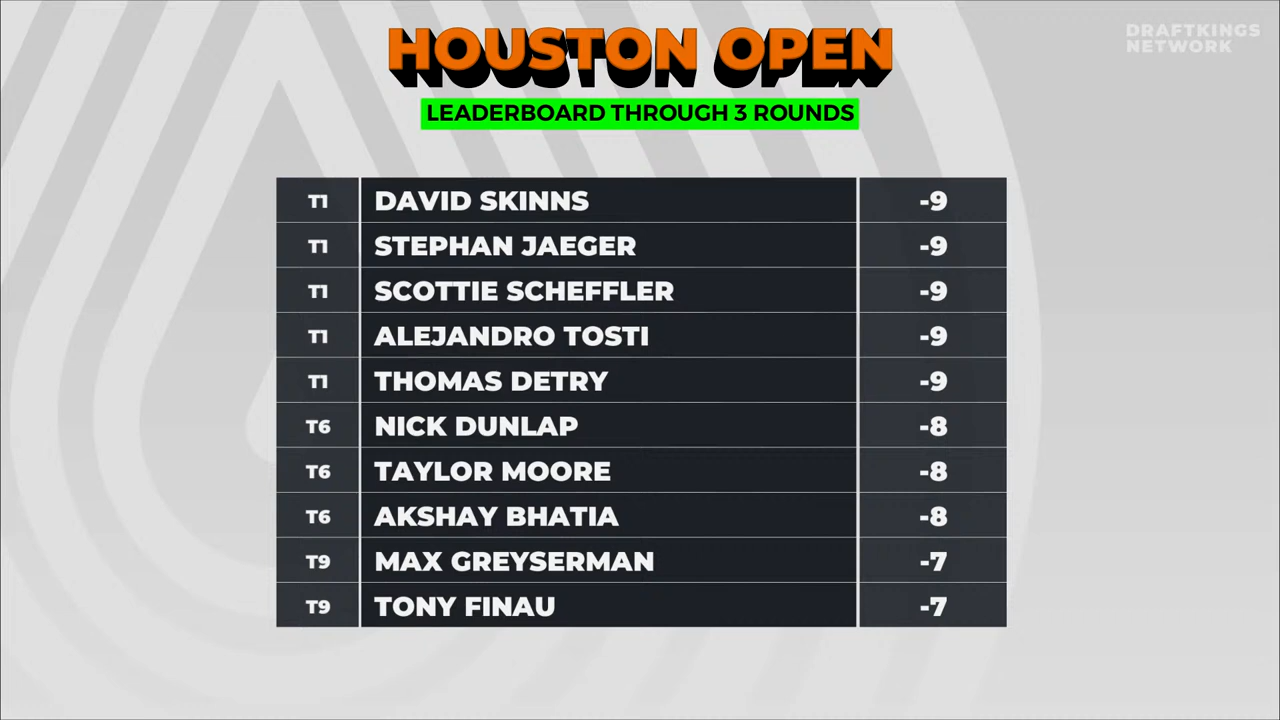 DRAFTKINGS
NETWORK
HOUSTON OPEN
LEADERBOARD THROUGH 3 ROUNDS
T1 DAVID SKINNS -9
T1 STEPHAN JAEGER -9
T1 SCOTTIE SCHEFFLER -9
T1 ALEJANDRO TOSTI -9
T1 THOMAS DETRY -9
T6 NICK DUNLAP -8
T6 TAYLOR MOORE -8
T6 AKSHAY BHATIA -8
T9 MAX GREYSERMAN -7
T9 TONY FINAU -7